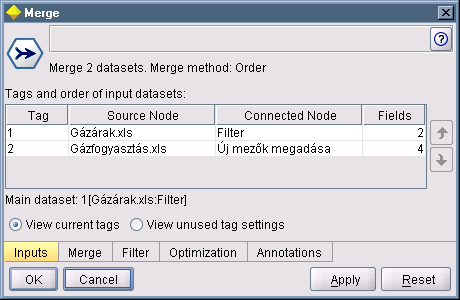 Merge
Merge 2 datasets. Merge method: Order
Tags and order of input datasets:
Tag Source Node Connected Node Fields
1 Gázárak.xls Filter 2
2 Gázfogyasztás.xls Új mezők megadása 4
Main dataset: 1[Gázárak.xls:Filter]
View current tags View unused tag settings
Inputs Merge Filter Optimization Annotations
OK Cancel Apply Reset